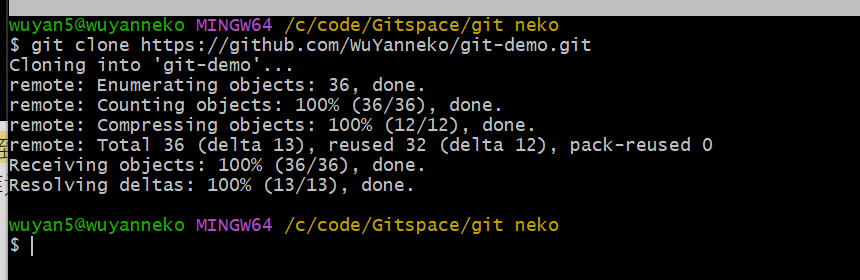 wuyan5@wuyanneko MINGW64 /c/code/Gitspace/git neko
$ git clone https://github.com/WuYanneko/git-demo.git
Cloning into 'git-demo'...
remote: Enumerating objects: 36, done.
remote: Counting objects: 100% (36/36), done.
remote: Compressing objects: 100% (12/12), done.
remote: Total 36 (delta 13), reused 32 (delta 12), pack-reused 0
Receiving objects: 100% (36/36), done.
Resolving deltas: 100% (13/13), done.
wuyan5@wuyanneko MINGW64 /c/code/Gitspace/git neko
$